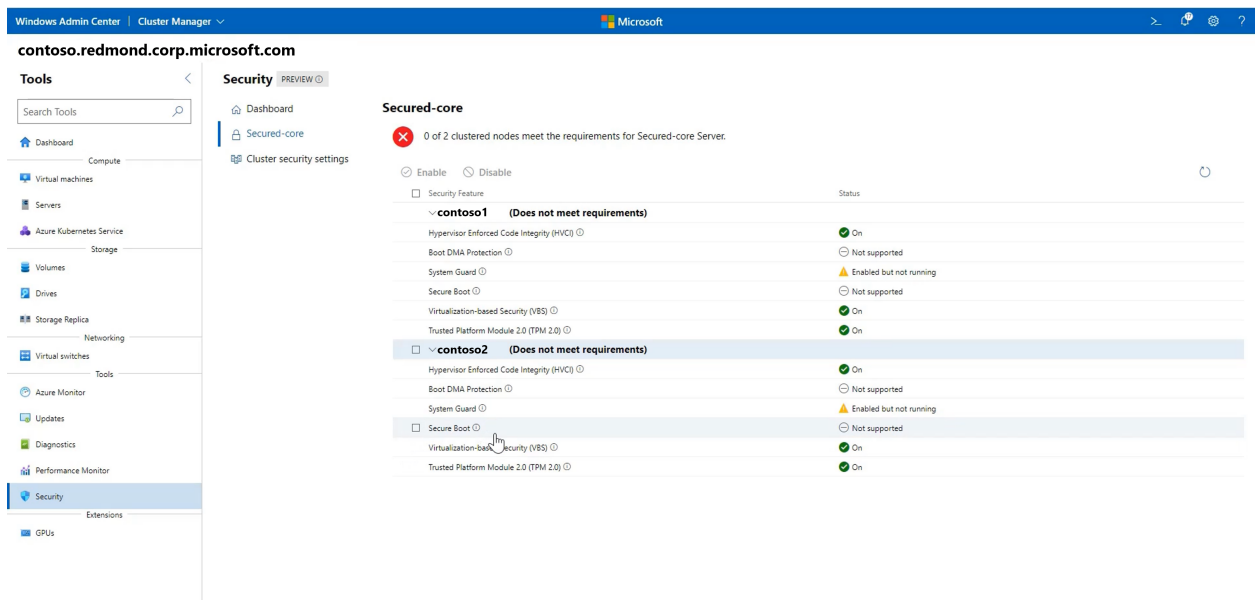 Windows Admin Center | Cluster Manager
Microsoft
17
contoso.redmond.corp.microsoft.com
Tools
Search Tools
Dashboard
Compute
Virtual machines
Servers
Azure Kubernetes Service
Storage
Volumes
Drives
Storage Replica
Networking
Virtual switches
Tools
Azure Monitor
Updates
Diagnostics
Performance Monitor
Security
Extensions
GPUs
Security PREVIEW
Dashboard
Secured-core
Cluster security settings
Secured-core
0 of 2 clustered nodes meet the requirements for Secured-core Server.
Enable Disable
Security Feature Status
contoso1 (Does not meet requirements)
Hypervisor Enforced Code Integrity (HVCI) On
Boot DMA Protection Not supported
System Guard Enabled but not running
Secure Boot Not supported
Virtualization-based Security (VBS) On
Trusted Platform Module 2.0 (TPM 2.0) On
contoso2 (Does not meet requirements)
Hypervisor Enforced Code Integrity (HVCI) On
Boot DMA Protection Not supported
System Guard Enabled but not running
Secure Boot Not supported
Virtualization-based Security (VBS) On
Trusted Platform Module 2.0 (TPM 2.0) On